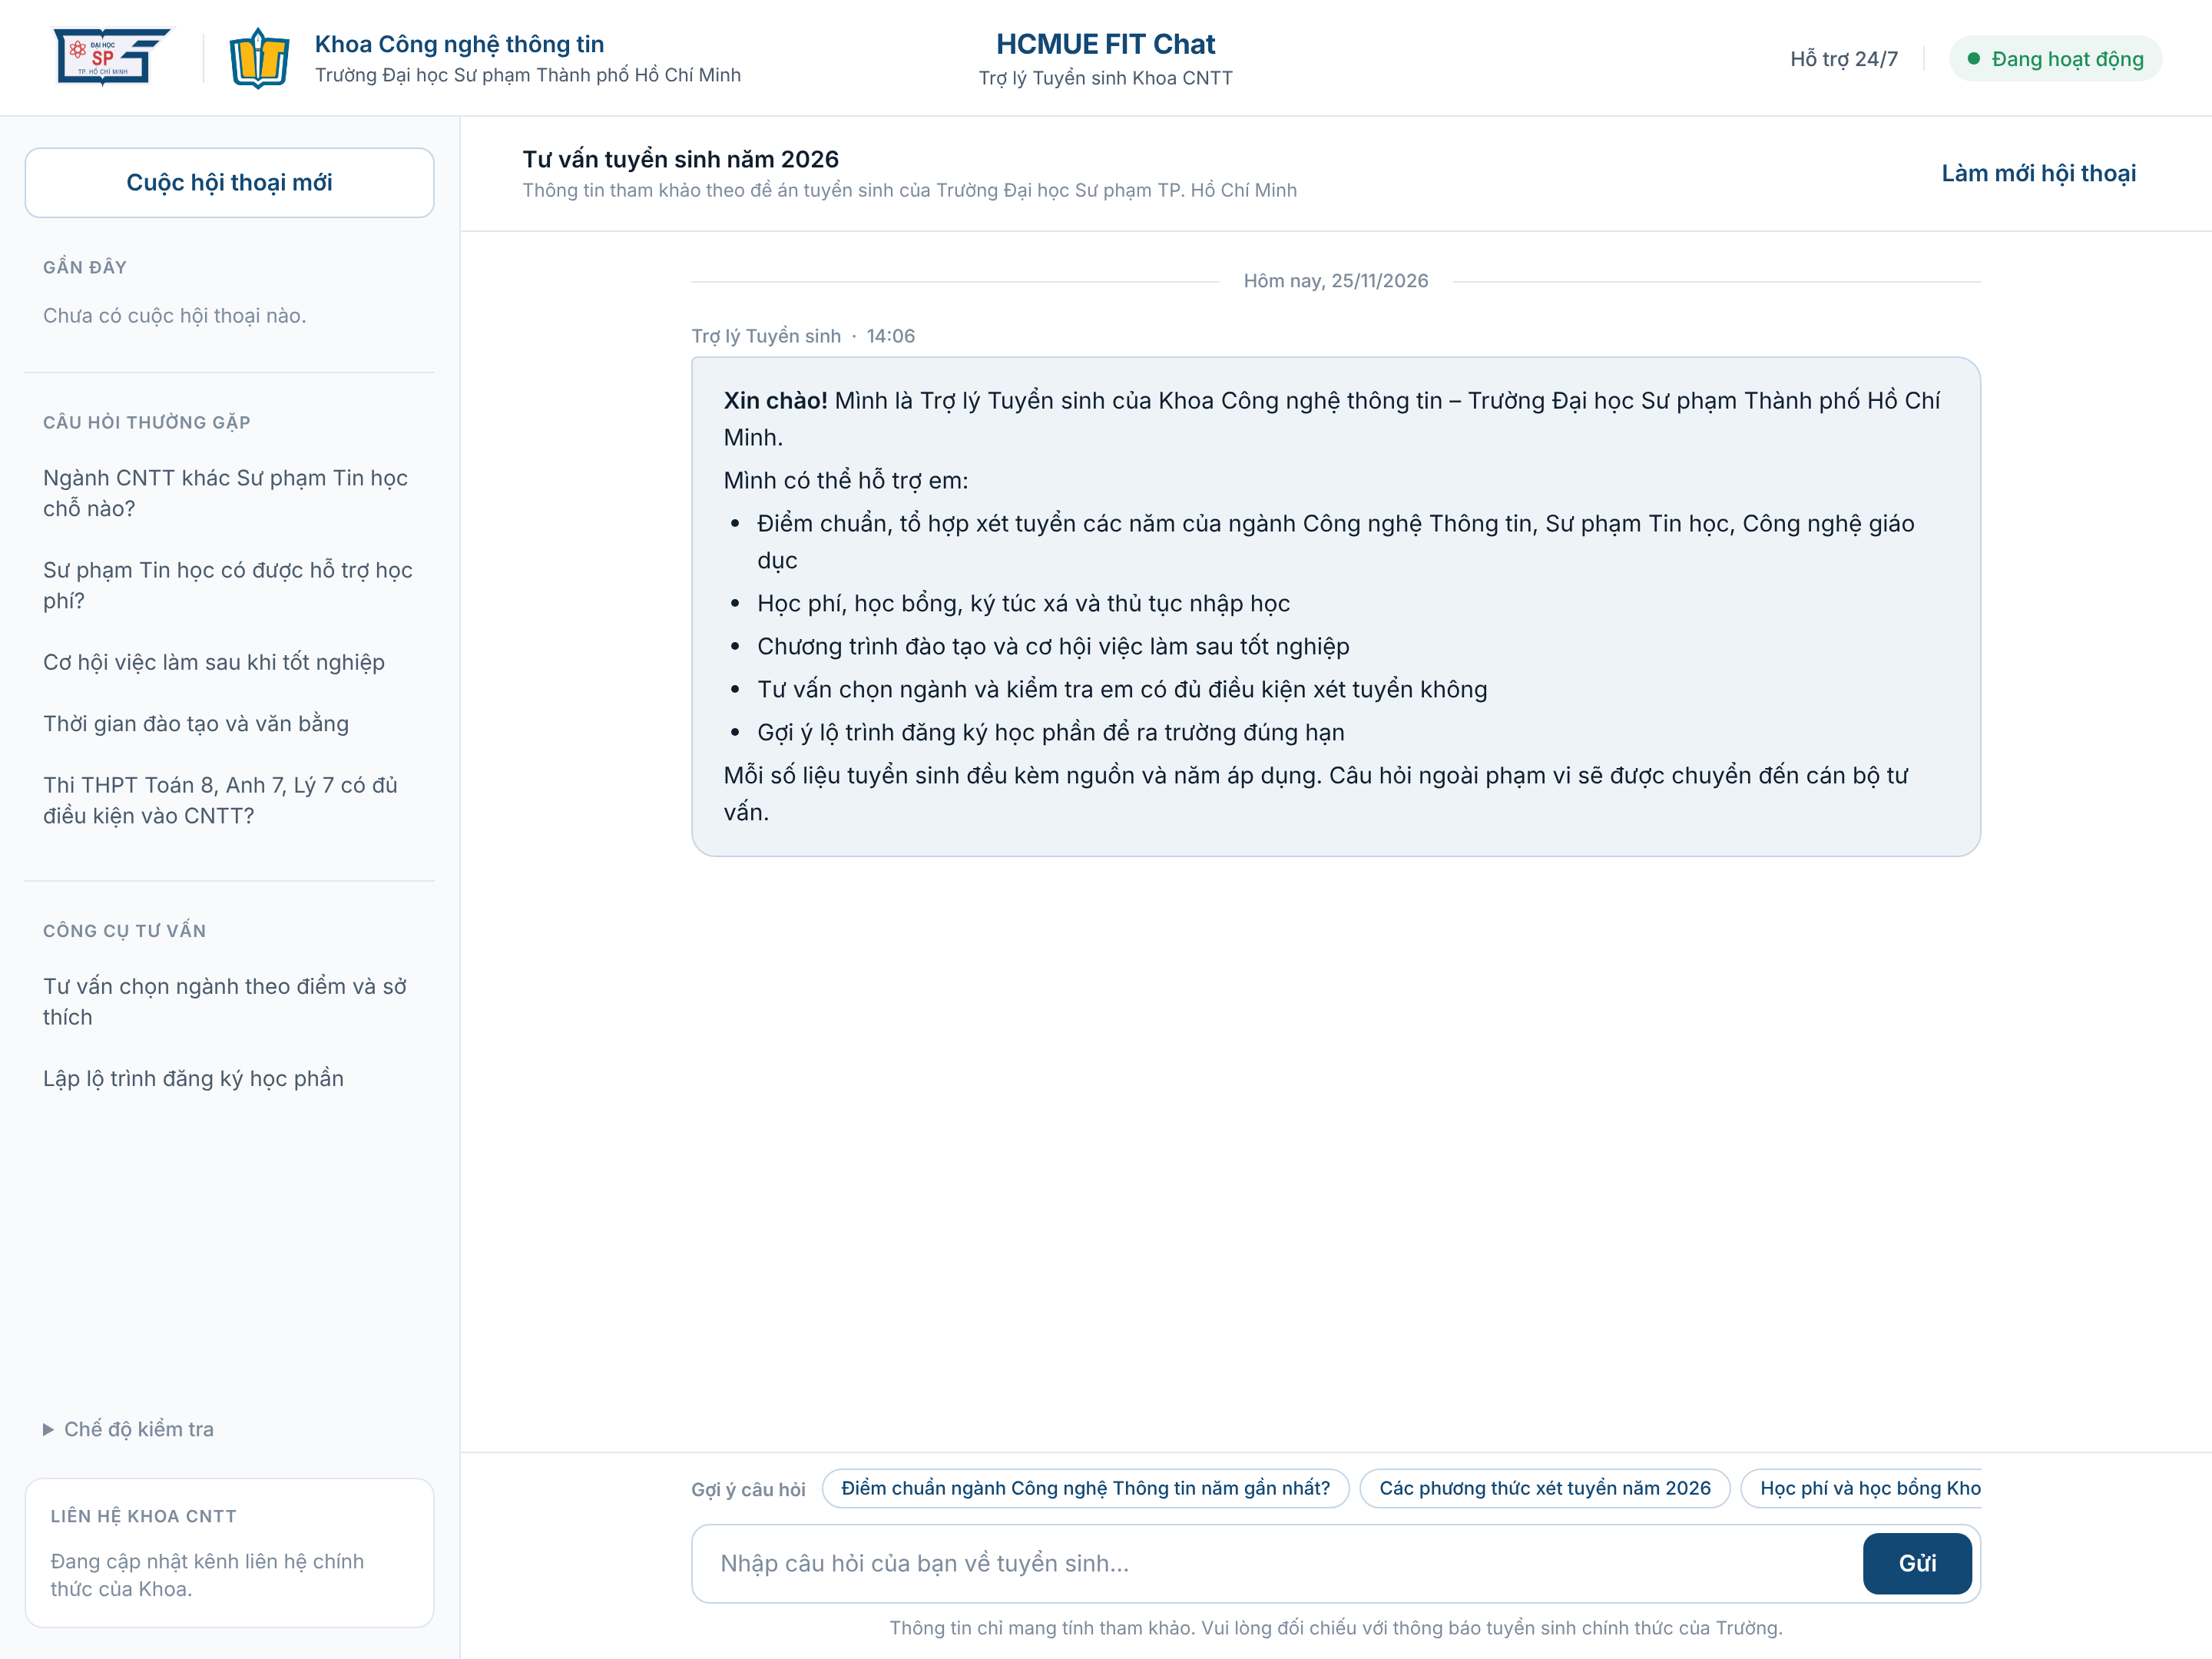 ĐẠI HỌC
SP
TP. HỒ CHÍ MINH
Khoa Công nghệ thông tin
Trường Đại học Sư phạm Thành phố Hồ Chí Minh
HCMUE FIT Chat
Trợ lý Tuyển sinh Khoa CNTT
Hỗ trợ 24/7
Đang hoạt động
Cuộc hội thoại mới
GẦN ĐÂY
Chưa có cuộc hội thoại nào.
CÂU HỎI THƯỜNG GẶP
Ngành CNTT khác Sư phạm Tin học
chỗ nào?
Sư phạm Tin học có được hỗ trợ học
phí?
Cơ hội việc làm sau khi tốt nghiệp
Thời gian đào tạo và văn bằng
Thi THPT Toán 8, Anh 7, Lý 7 có đủ
điều kiện vào CNTT?
CÔNG CỤ TƯ VẤN
Tư vấn chọn ngành theo điểm và sở
thích
Lập lộ trình đăng ký học phần
▶ Chế độ kiểm tra
LIÊN HỆ KHOA CNTT
Đang cập nhật kênh liên hệ chính
thức của Khoa.
Tư vấn tuyển sinh năm 2026
Thông tin tham khảo theo đề án tuyển sinh của Trường Đại học Sư phạm TP. Hồ Chí Minh
Làm mới hội thoại
Hôm nay, 25/11/2026
Trợ lý Tuyển sinh · 14:06
Xin chào! Mình là Trợ lý Tuyển sinh của Khoa Công nghệ thông tin – Trường Đại học Sư phạm Thành phố Hồ Chí
Minh.
Mình có thể hỗ trợ em:
• Điểm chuẩn, tổ hợp xét tuyển các năm của ngành Công nghệ Thông tin, Sư phạm Tin học, Công nghệ giáo
dục
• Học phí, học bổng, ký túc xá và thủ tục nhập học
• Chương trình đào tạo và cơ hội việc làm sau tốt nghiệp
• Tư vấn chọn ngành và kiểm tra em có đủ điều kiện xét tuyển không
• Gợi ý lộ trình đăng ký học phần để ra trường đúng hạn
Mỗi số liệu tuyển sinh đều kèm nguồn và năm áp dụng. Câu hỏi ngoài phạm vi sẽ được chuyển đến cán bộ tư
vấn.
Gợi ý câu hỏi
Điểm chuẩn ngành Công nghệ Thông tin năm gần nhất?
Các phương thức xét tuyển năm 2026
Học phí và học bổng Kho
Nhập câu hỏi của bạn về tuyển sinh...
Gửi
Thông tin chỉ mang tính tham khảo. Vui lòng đối chiếu với thông báo tuyển sinh chính thức của Trường.